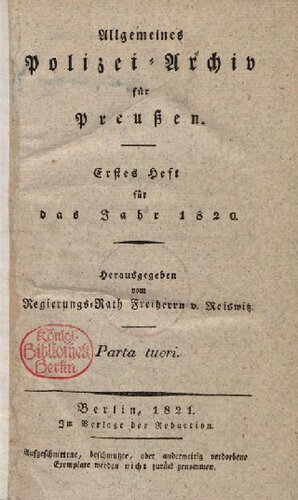 Allgemeines
Polizei-Archiv
für
Preußen.
Erstes Heft
für
das Jahr 1820.
Herausgegeben
vom
Regierungs-Rath Freiherrn v. Reiswitz.
Königl.
Bibliothek
Berlin
Parta tueri.
Berlin, 1821.
Im Verlage der Redaction.
Aufgeschnittene, beschmutzte, oder anderweitig verdorbene
Exemplare werden nicht zurück genommen.